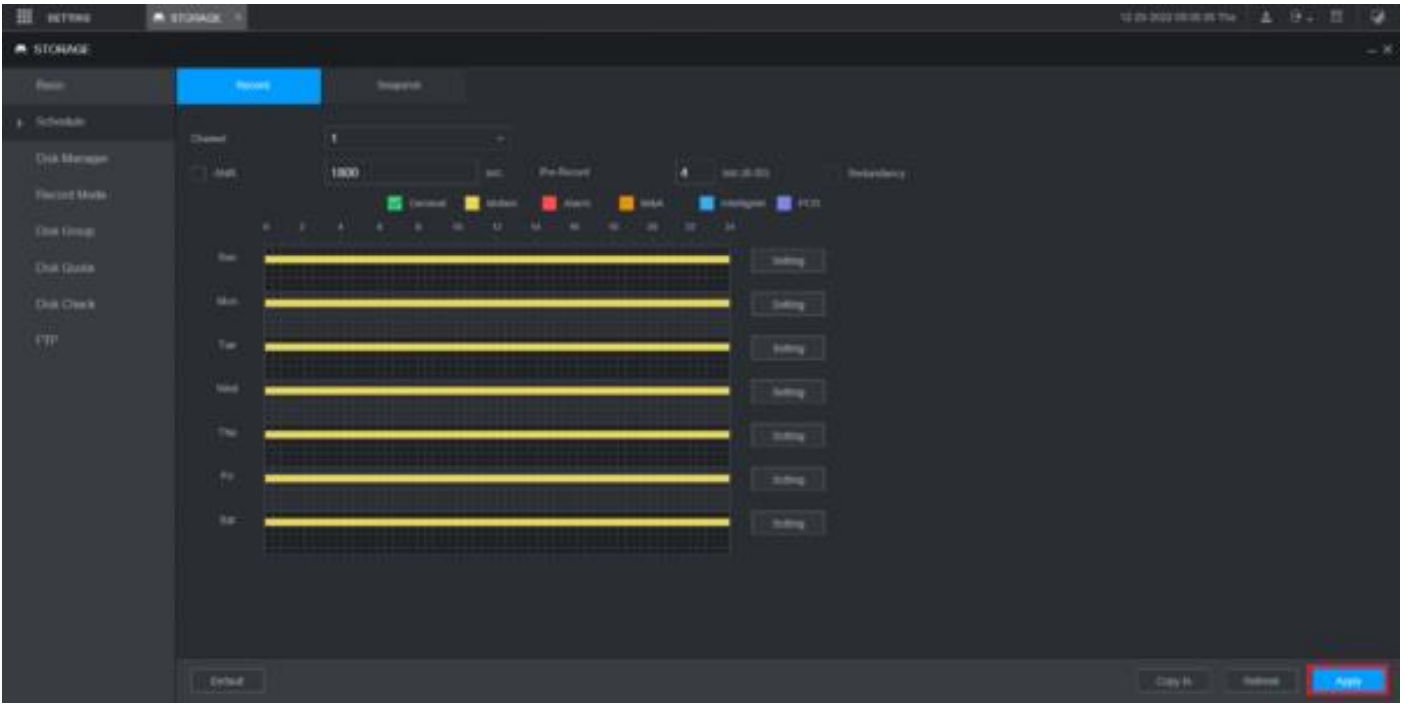 SETTING STORAGE
STORAGE
Basic Record Snapshot
Schedule
Channel 1
Disk Manager
1800 sec. Pre-Record 4 Redundancy
Record Mode
General Motion Alarm M&A Intelligent POS
Disk Group
0 2 4 6 8 10 12 14 16 18 20 22 24
Sun Setting
Disk Quota
Mon Setting
Disk Check
FTP
Tue Setting
Wed Setting
Thu Setting
Fri Setting
Sat Setting
Default Copy to Refresh Apply